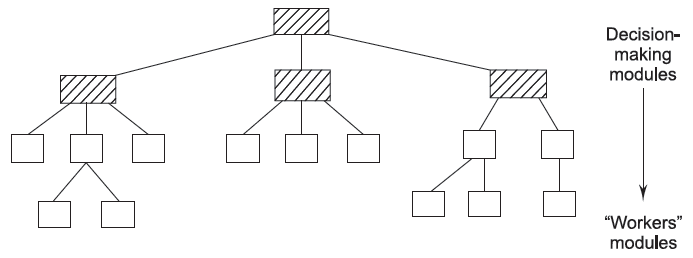 Decision-
making
modules
“Workers”
modules